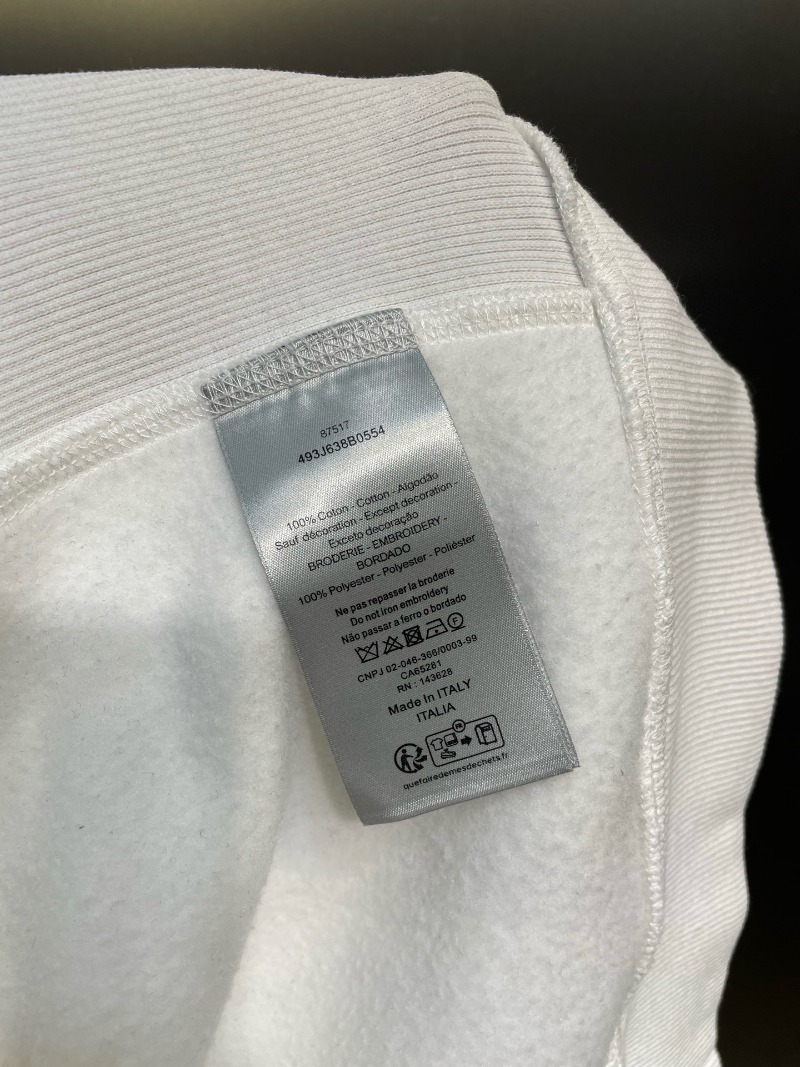 87517
493J638B0554
100% Coton - Cotton - Algodão
Sauf décoration - Except decoration -
Exceto decoração
BRODERIE - EMBROIDERY -
BORDADO
100% Polyester - Polyester - Poliéster
Ne pas repasser la broderie
Do not iron embroidery
Não passar a ferro o bordado
F
CNPJ 02-046-366/0003-99
CA65281
RN : 143628
Made In ITALY
ITALIA
FR
quefairedemesdechets.fr